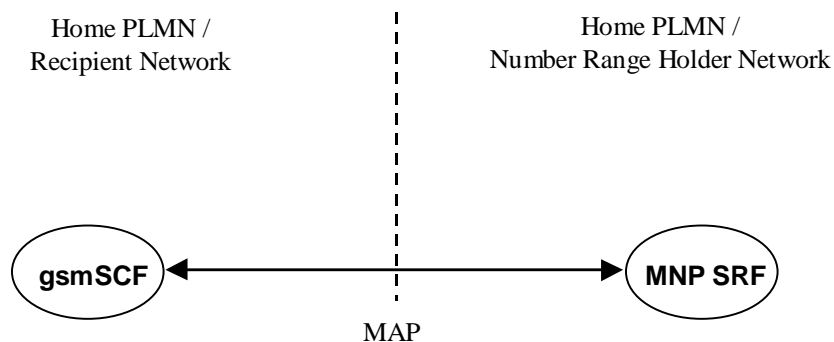 Home PLMN /
Recipient Network
Home PLMN /
Number Range Holder Network
gsmSCF
MNP SRF
MAP